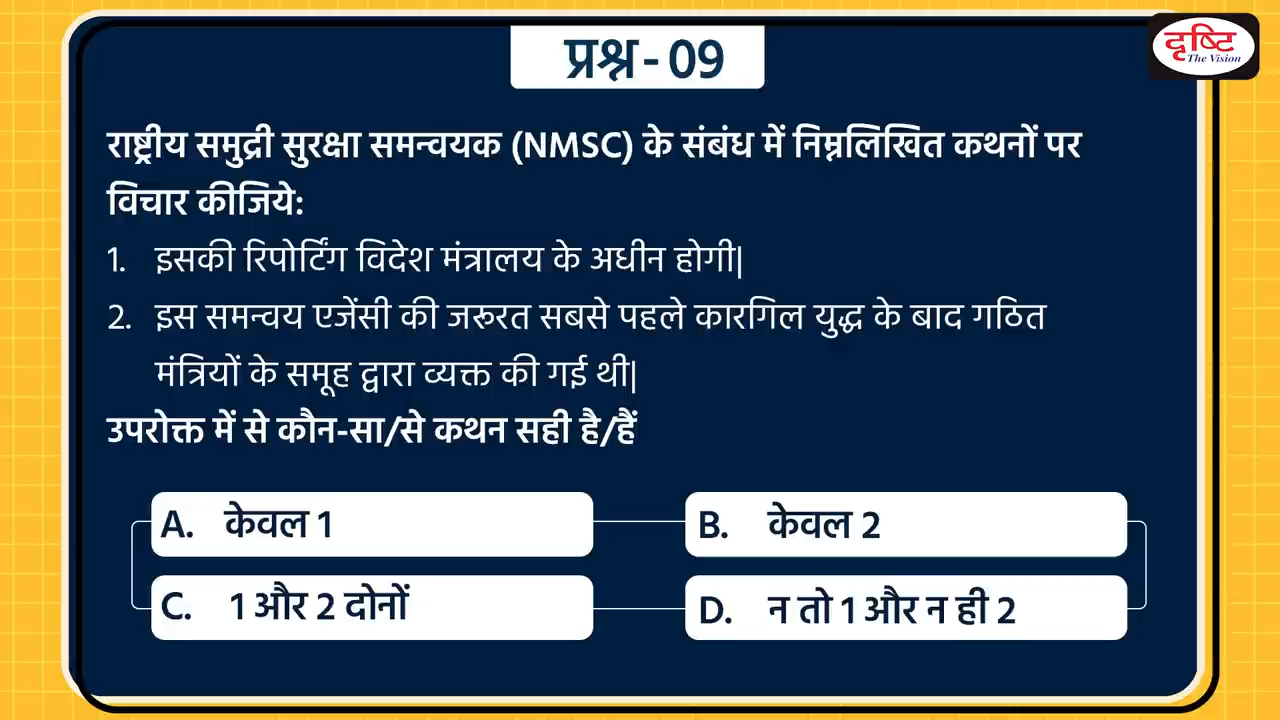 प्रश्न - 09
दृष्टि
The Vision
राष्ट्रीय समुद्री सुरक्षा समन्वयक (NMSC) के संबंध में निम्नलिखित कथनों पर
विचार कीजिये:
1. इसकी रिपोर्टिंग विदेश मंत्रालय के अधीन होगी|
2. इस समन्वय एजेंसी की जरूरत सबसे पहले कारगिल युद्ध के बाद गठित
मंत्रियों के समूह द्वारा व्यक्त की गई थी|
उपरोक्त में से कौन-सा/से कथन सही है/हैं
A. केवल 1
B. केवल 2
C. 1 और 2 दोनों
D. न तो 1 और न ही 2